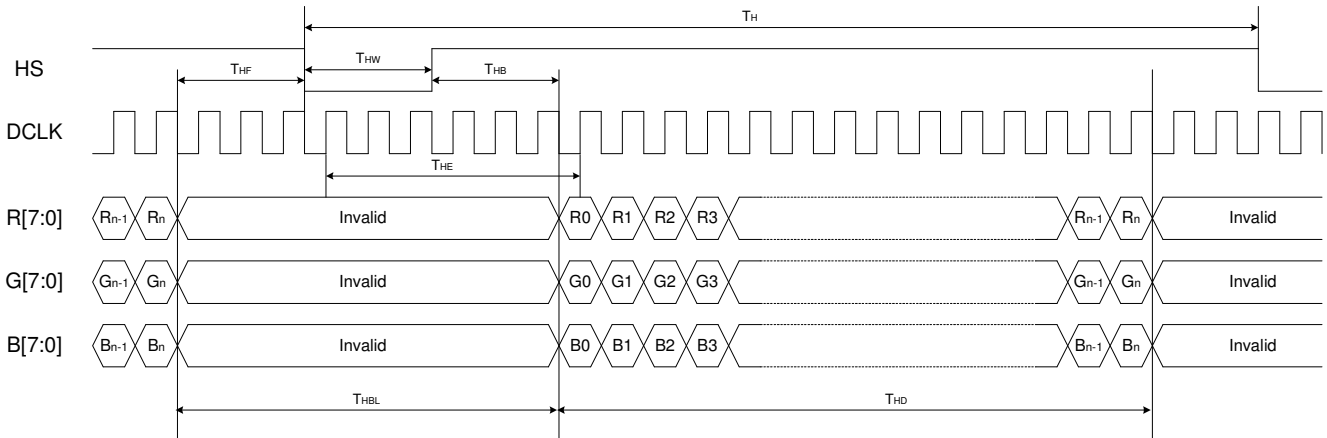 TH
HS
THF
THW
THB
DCLK
THE
R[7:0] Rn-1 Rn Invalid R0 R1 R2 R3 Rn-1 Rn Invalid
G[7:0] Gn-1 Gn Invalid G0 G1 G2 G3 Gn-1 Gn Invalid
B[7:0] Bn-1 Bn Invalid B0 B1 B2 B3 Bn-1 Bn Invalid
THBL
THD